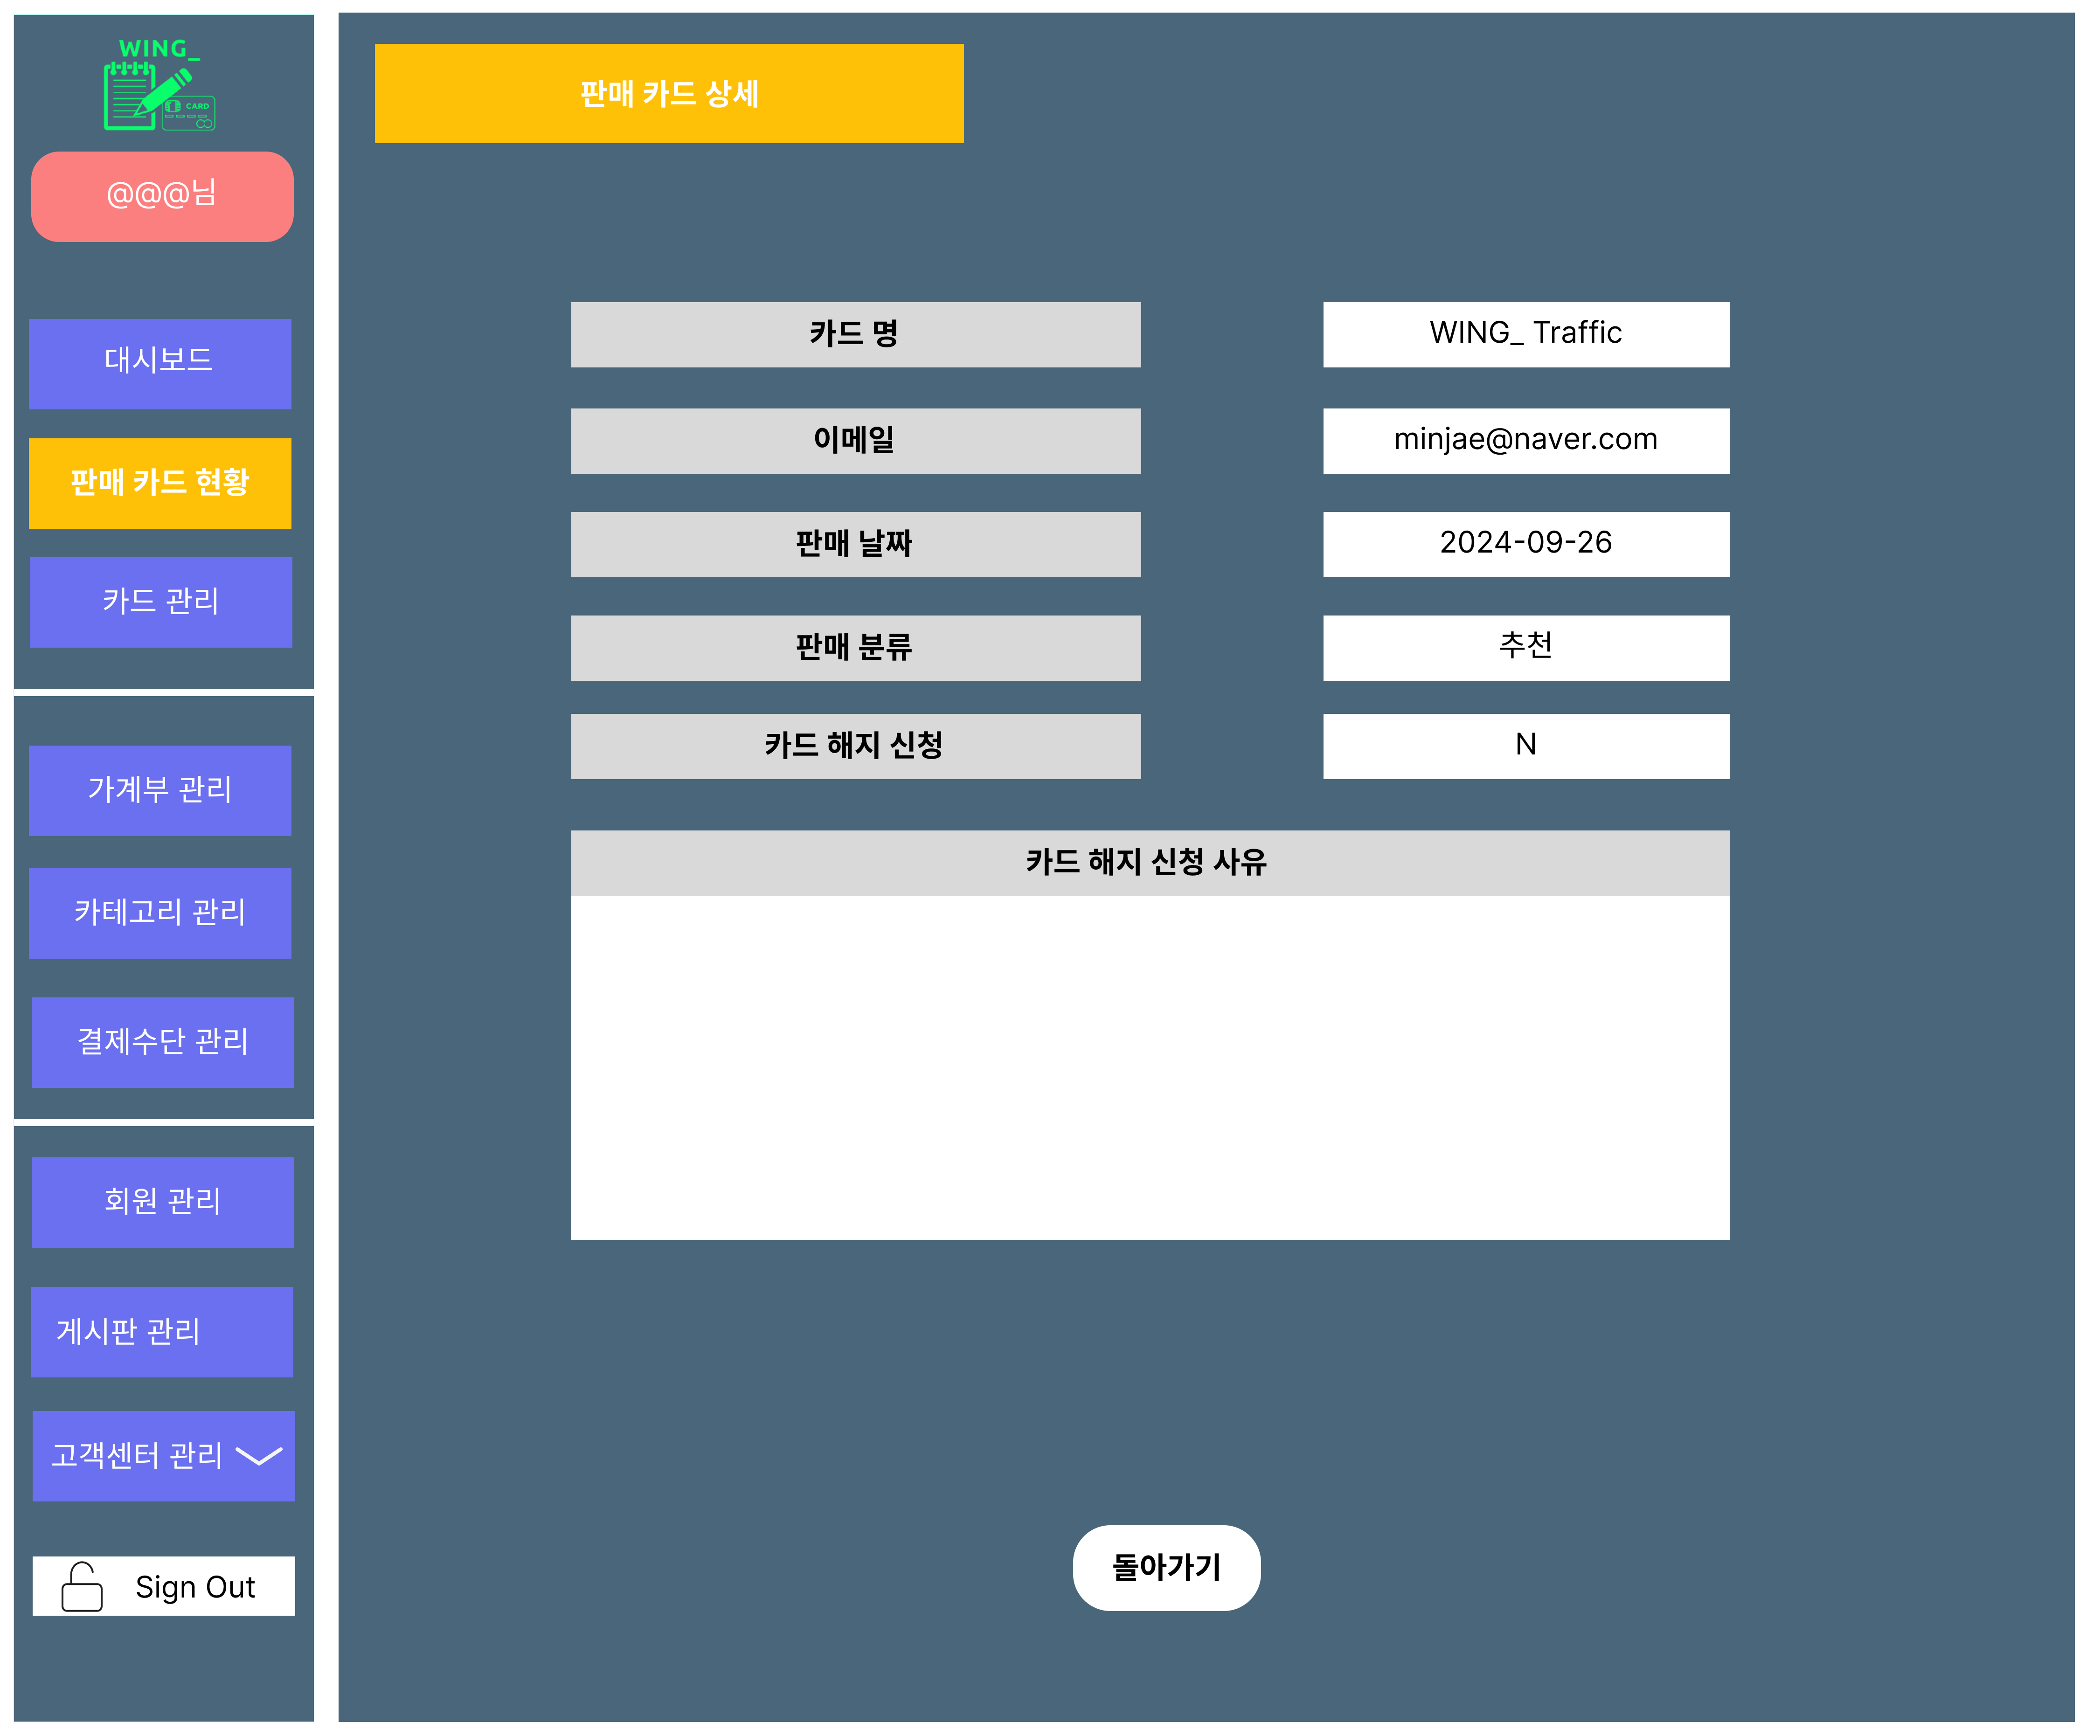 WING_
CARD
@@@님
대시보드
판매 카드 현황
카드 관리
가계부 관리
카테고리 관리
결제수단 관리
회원 관리
게시판 관리
고객센터 관리
Sign Out
판매 카드 상세
카드 명
WING_ Traffic
이메일
minjae@naver.com
판매 날짜
2024-09-26
판매 분류
추천
카드 해지 신청
N
카드 해지 신청 사유
돌아가기